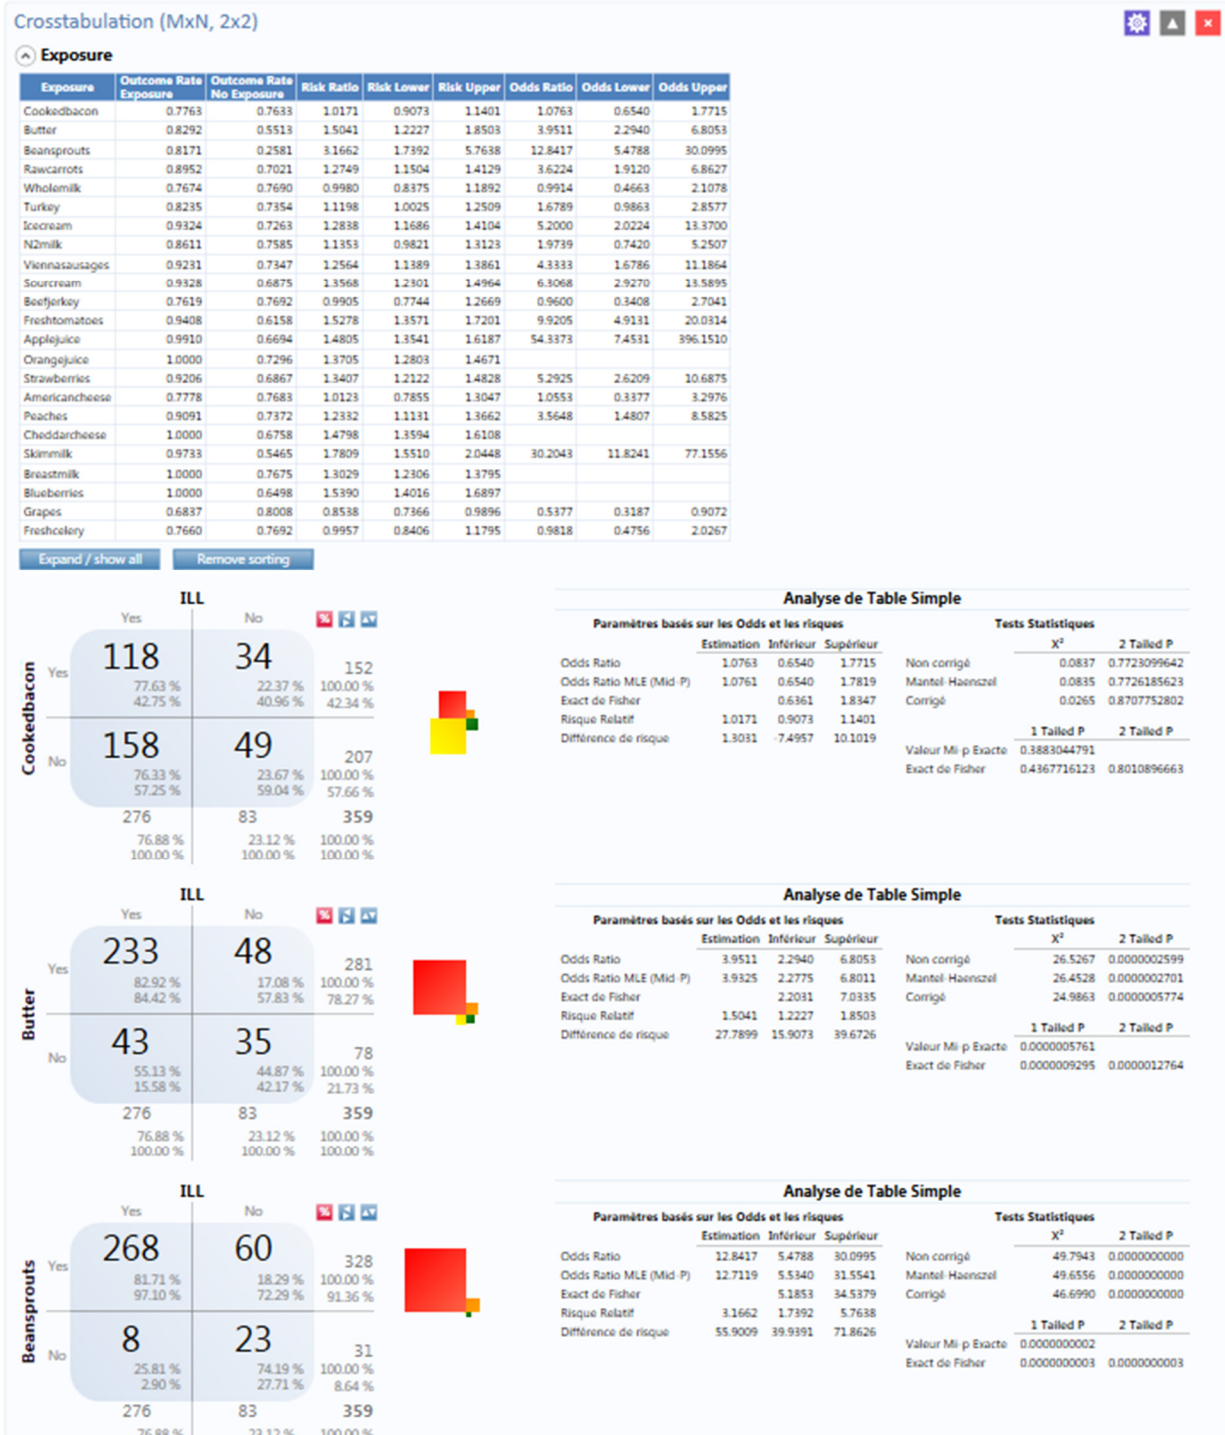 Crosstabulation (MxN, 2x2)
Exposure
Exposure Outcome Rate Exposure Outcome Rate No Exposure Risk Ratio Risk Lower Risk Upper Odds Ratio Odds Lower Odds Upper
Cookedbacon 0.7763 0.7633 1.0171 0.9073 1.1401 1.0763 0.6540 1.7715
Butter 0.8292 0.5513 1.5041 1.2227 1.8503 3.9511 2.2940 6.8053
Beansprouts 0.8171 0.2581 3.1662 1.7392 5.7638 12.8417 5.4788 30.0995
Rawcarrots 0.8952 0.7021 1.2749 1.1504 1.4129 3.6224 1.9120 6.8627
Wholemilk 0.7674 0.7690 0.9980 0.8375 1.1892 0.9914 0.4663 2.1078
Turkey 0.8235 0.7354 1.1198 1.0025 1.2509 1.6789 0.9863 2.8577
Icecream 0.9324 0.7263 1.2838 1.1686 1.4104 5.2000 2.0224 13.3700
N2milk 0.8611 0.7585 1.1353 0.9821 1.3123 1.9739 0.7420 5.2507
Viennasausages 0.9231 0.7347 1.2564 1.1389 1.3861 4.3333 1.6786 11.1864
Sourcream 0.9328 0.6875 1.3568 1.2301 1.4964 6.3068 2.9270 13.5895
Beefjerkey 0.7619 0.7692 0.9905 0.7744 1.2669 0.9600 0.3408 2.7041
Freshtomatoes 0.9408 0.6158 1.5278 1.3571 1.7201 9.9205 4.9131 20.0314
Applejuice 0.9910 0.6694 1.4805 1.3541 1.6187 54.3373 7.4531 396.1510
Orangejuice 1.0000 0.7296 1.3705 1.2803 1.4671
Strawberries 0.9206 0.6867 1.3407 1.2122 1.4828 5.2925 2.6209 10.6875
Americancheese 0.7778 0.7683 1.0123 0.7855 1.3047 1.0553 0.3377 3.2976
Peaches 0.9091 0.7372 1.2332 1.1131 1.3662 3.5648 1.4807 8.5825
Cheddarcheese 1.0000 0.6758 1.4798 1.3594 1.6108
Skimmilk 0.9733 0.5465 1.7809 1.5510 2.0448 30.2043 11.8241 77.1556
Breastmilk 1.0000 0.7675 1.3029 1.2306 1.3795
Blueberries 1.0000 0.6498 1.5390 1.4016 1.6897
Grapes 0.6837 0.8008 0.8538 0.7366 0.9896 0.5377 0.3187 0.9072
Freshcelery 0.7660 0.7692 0.9957 0.8406 1.1795 0.9818 0.4756 2.0267
Expand / show all Remove sorting
ILL
Yes No %
Cookedbacon
Yes 118 34 152
77.63 % 22.37 % 100.00 %
42.75 % 40.96 % 42.34 %
No 158 49 207
76.33 % 23.67 % 100.00 %
57.25 % 59.04 % 57.66 %
276 83 359
76.88 % 23.12 % 100.00 %
100.00 % 100.00 % 100.00 %
Analyse de Table Simple
Paramètres basés sur les Odds et les risques
Estimation Inférieur Supérieur
Odds Ratio 1.0763 0.6540 1.7715
Odds Ratio MLE (Mid-P) 1.0761 0.6540 1.7819
Exact de Fisher 0.6361 1.8347
Risque Relatif 1.0171 0.9073 1.1401
Différence de risque 1.3031 -7.4957 10.1019
Tests Statistiques
X² 2 Tailed P
Non corrigé 0.0837 0.7723099642
Mantel-Haenszel 0.0835 0.7726185623
Corrigé 0.0265 0.8707752802
1 Tailed P 2 Tailed P
Valeur Mi-p Exacte 0.3883044791
Exact de Fisher 0.4367716123 0.8010896663
ILL
Yes No %
Butter
Yes 233 48 281
82.92 % 17.08 % 100.00 %
84.42 % 57.83 % 78.27 %
No 43 35 78
55.13 % 44.87 % 100.00 %
15.58 % 42.17 % 21.73 %
276 83 359
76.88 % 23.12 % 100.00 %
100.00 % 100.00 % 100.00 %
Analyse de Table Simple
Paramètres basés sur les Odds et les risques
Estimation Inférieur Supérieur
Odds Ratio 3.9511 2.2940 6.8053
Odds Ratio MLE (Mid-P) 3.9325 2.2775 6.8011
Exact de Fisher 2.2031 7.0335
Risque Relatif 1.5041 1.2227 1.8503
Différence de risque 27.7899 15.9073 39.6726
Tests Statistiques
X² 2 Tailed P
Non corrigé 26.5267 0.0000002599
Mantel-Haenszel 26.4528 0.0000002701
Corrigé 24.9863 0.0000005774
1 Tailed P 2 Tailed P
Valeur Mi-p Exacte 0.0000005761
Exact de Fisher 0.0000009295 0.0000012764
ILL
Yes No %
Beansprouts
Yes 268 60 328
81.71 % 18.29 % 100.00 %
97.10 % 72.29 % 91.36 %
No 8 23 31
25.81 % 74.19 % 100.00 %
2.90 % 27.71 % 8.64 %
276 83 359
76.88 % 23.12 % 100.00 %
Analyse de Table Simple
Paramètres basés sur les Odds et les risques
Estimation Inférieur Supérieur
Odds Ratio 12.8417 5.4788 30.0995
Odds Ratio MLE (Mid-P) 12.7119 5.5340 31.5541
Exact de Fisher 5.1853 34.5379
Risque Relatif 3.1662 1.7392 5.7638
Différence de risque 55.9009 39.9391 71.8626
Tests Statistiques
X² 2 Tailed P
Non corrigé 49.7943 0.0000000000
Mantel-Haenszel 49.6556 0.0000000000
Corrigé 46.6990 0.0000000000
1 Tailed P 2 Tailed P
Valeur Mi-p Exacte 0.0000000002
Exact de Fisher 0.0000000003 0.0000000003